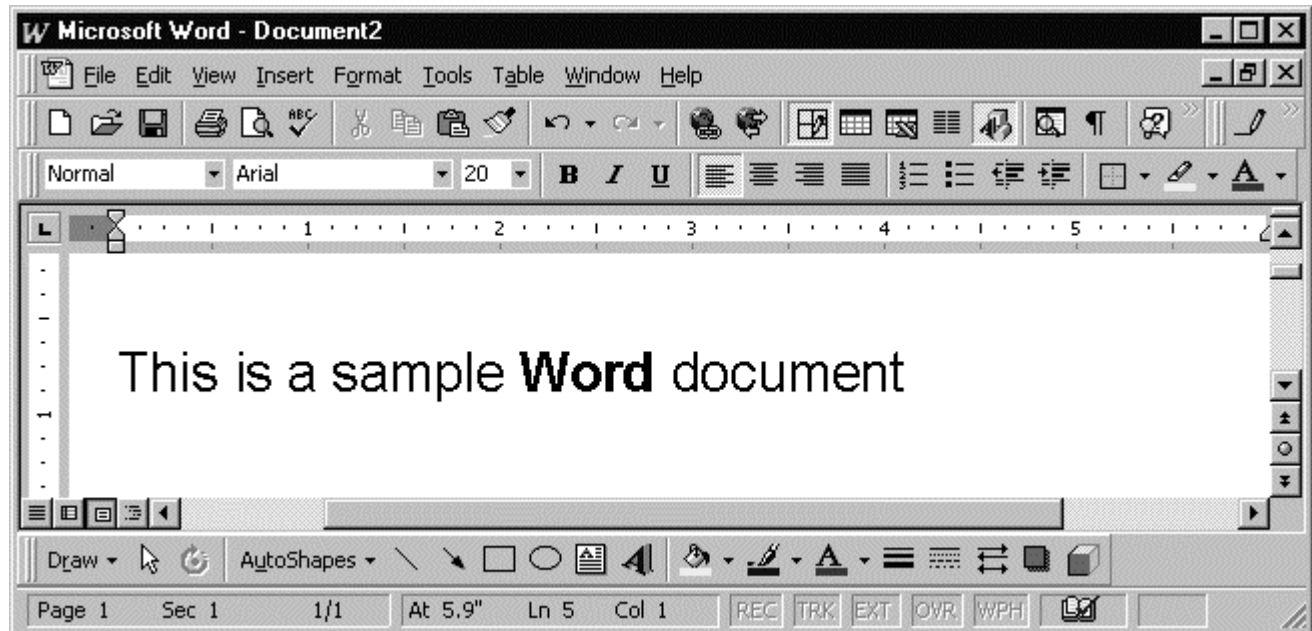 W Microsoft Word - Document2
File Edit View Insert Format Tools Table Window Help
ABC
Normal Arial 20 B I U A
L 1 2 3 4 5
This is a sample Word document
1
Draw AutoShapes A A
Page 1 Sec 1 1/1 At 5.9" Ln 5 Col 1 REC TRK EXT OVR WPH